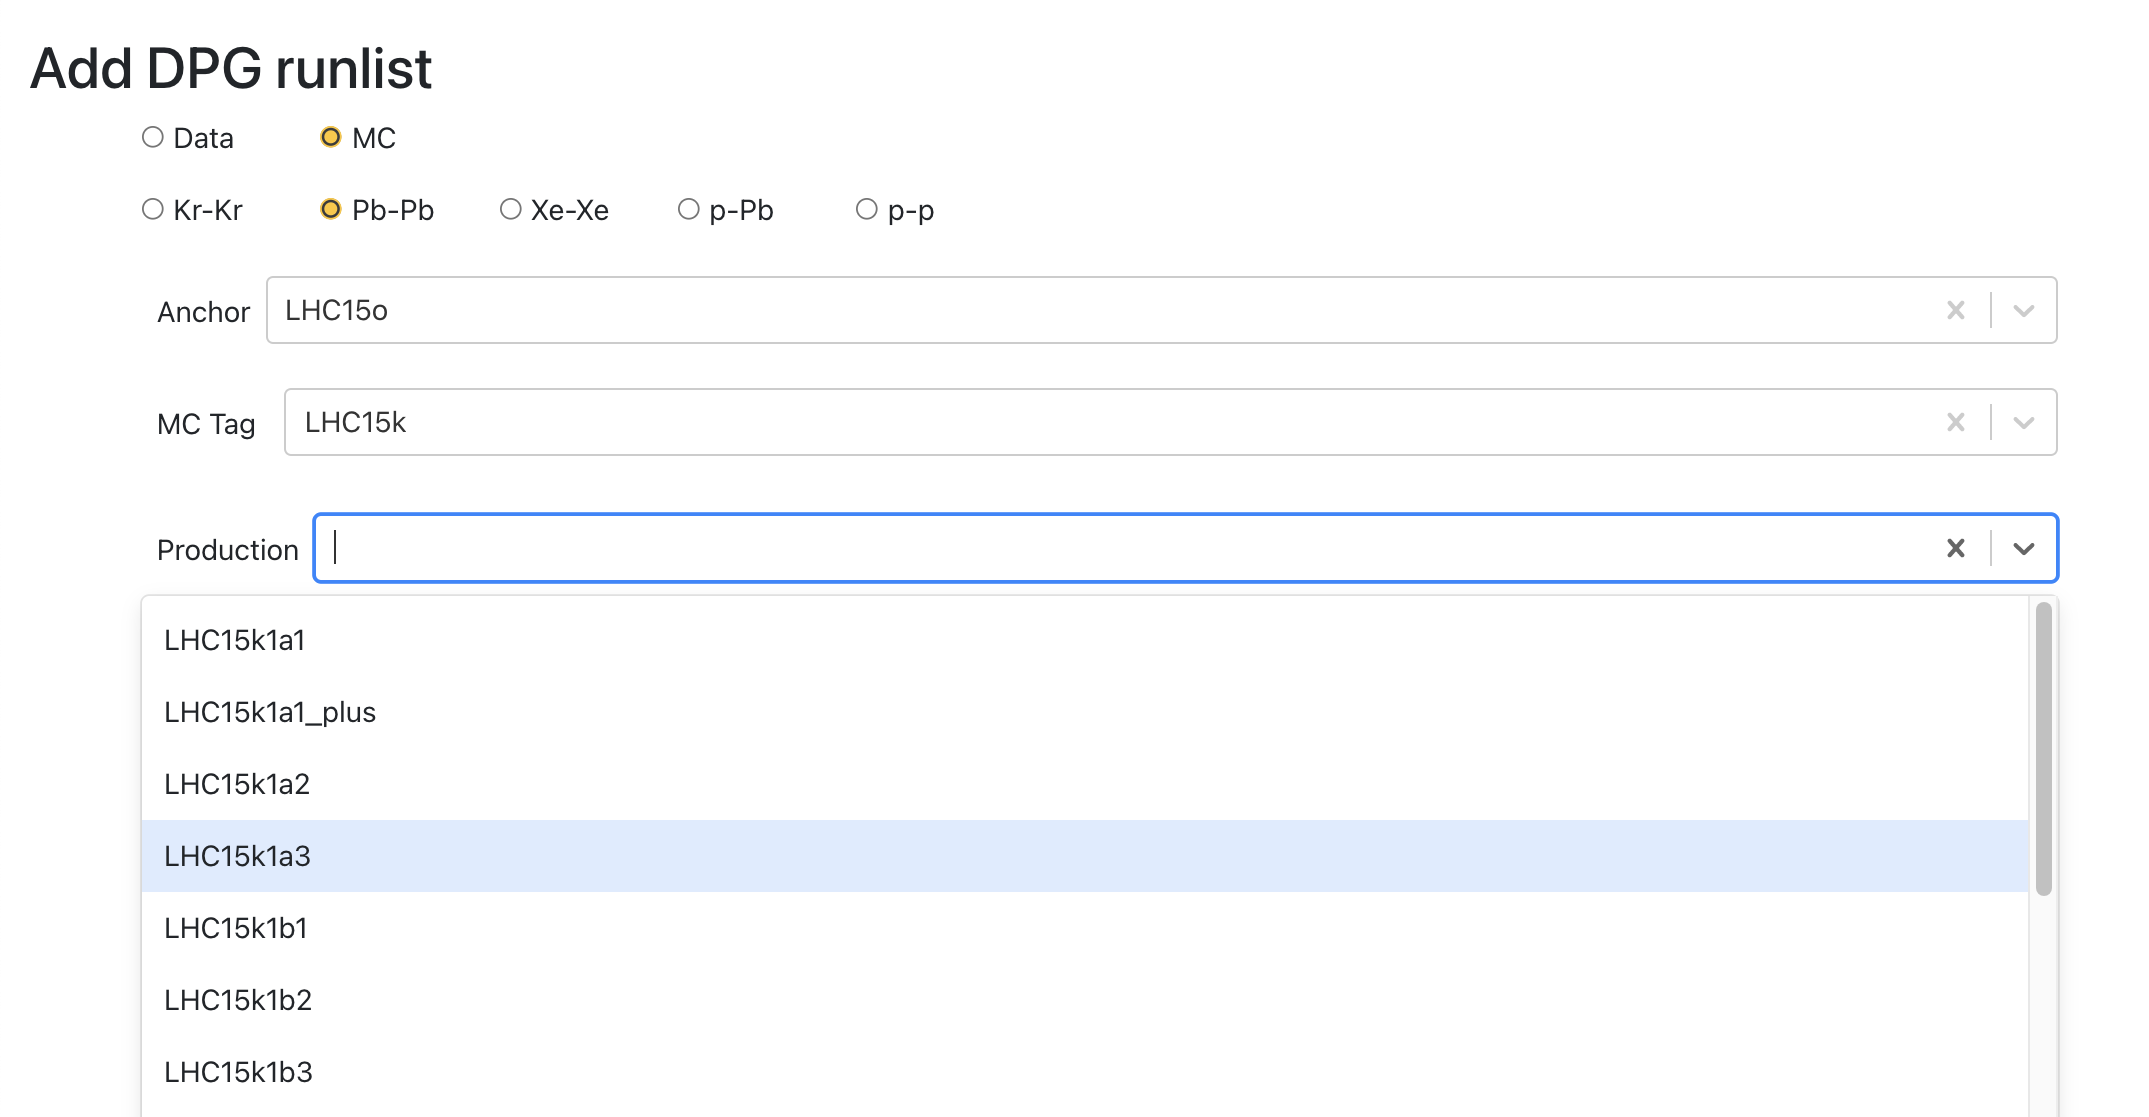 Add DPG runlist
Data MC
Kr-Kr Pb-Pb Xe-Xe p-Pb p-p
Anchor LHC15o
MC Tag LHC15k
Production
LHC15k1a1
LHC15k1a1_plus
LHC15k1a2
LHC15k1a3
LHC15k1b1
LHC15k1b2
LHC15k1b3